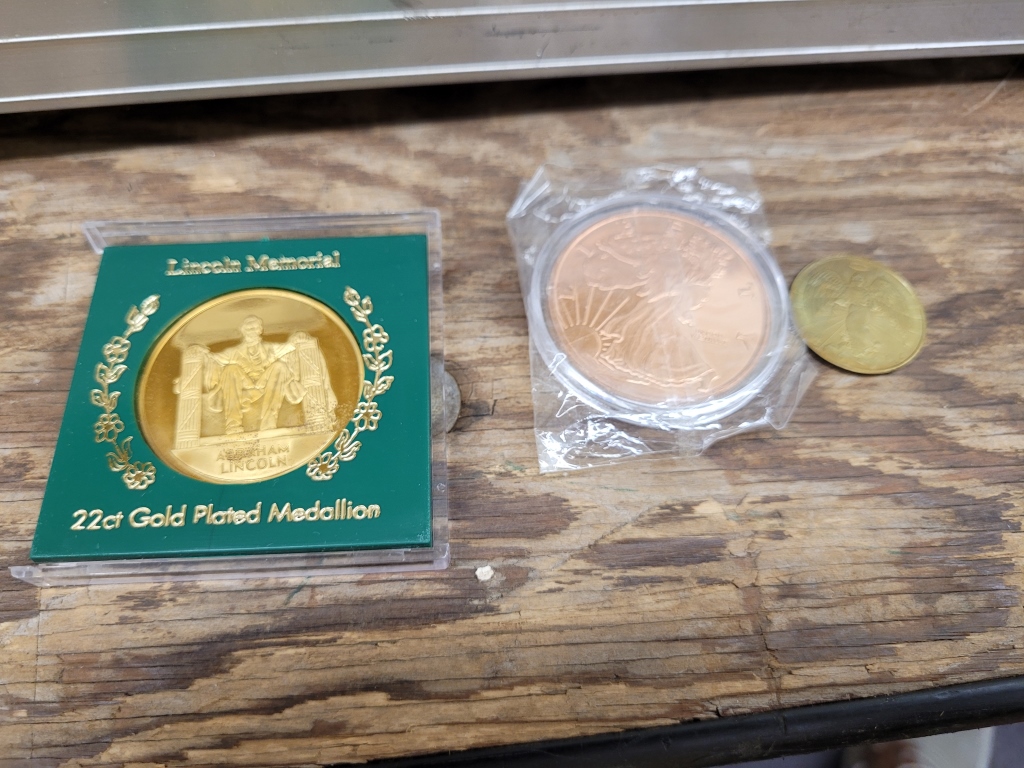 Lincoln Memorial
ABRAHAM
LINCOLN
22ct Gold Plated Medallion